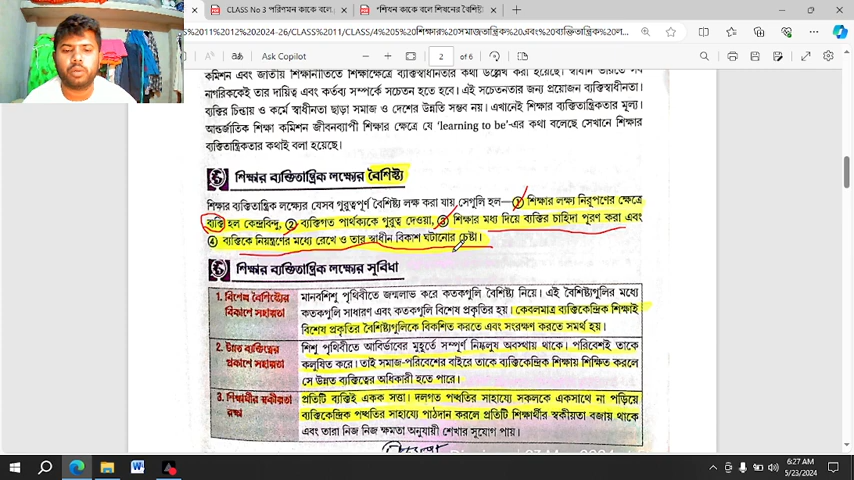 CLASS No 3 পরিণমন কাকে বলে
শিখন কাকে বলে শিখনের বৈশিষ্ট
Ask Copilot
2 of 6
কমিশন এবং জাতীয় শিক্ষানীতিতে শিক্ষাক্ষেত্রে ব্যক্তিস্বাধীনতার কথা উল্লেখ করা হয়েছে। স্বাধীন ভারতে সব
নাগরিককেই তার দায়িত্ব এবং কর্তব্য সম্পর্কে সচেতন হতে হবে। এই সচেতনতার জন্য প্রয়োজন ব্যক্তিস্বাধীনতা।
ব্যক্তির চিন্তায় ও কর্মে স্বাধীনতা ছাড়া সমাজ ও দেশের উন্নতি সম্ভব নয়। এখানেই শিক্ষার ব্যক্তিতান্ত্রিকতার মূল্য।
আন্তর্জাতিক শিক্ষা কমিশন জীবনব্যাপী শিক্ষার ক্ষেত্রে যে 'learning to be'-এর কথা বলেছে সেখানে শিক্ষার
ব্যক্তিতান্ত্রিকতার কথাই বলা হয়েছে।
শিক্ষার ব্যক্তিতান্ত্রিক লক্ষ্যের বৈশিষ্ট্য
শিক্ষার ব্যক্তিতান্ত্রিক লক্ষ্যের যেসব গুরুত্বপূর্ণ বৈশিষ্ট্য লক্ষ করা যায় সেগুলি হল— ① শিক্ষার লক্ষ্য নিরূপণের ক্ষেত্রে
ব্যক্তি হল কেন্দ্রবিন্দু, ② ব্যক্তিগত পার্থক্যকে গুরুত্ব দেওয়া, ③ শিক্ষার মধ্য দিয়ে ব্যক্তির চাহিদা পূরণ করা এবং
④ ব্যক্তিকে নিয়ন্ত্রণের মধ্যে রেখে ও তার স্বাধীন বিকাশ ঘটানোর চেষ্টা।
শিক্ষার ব্যক্তিতান্ত্রিক লক্ষ্যের সুবিধা
1. বিশেষ বৈশিষ্ট্যের বিকাশে সহায়তা
মানবশিশু পৃথিবীতে জন্মলাভ করে কতকগুলি বৈশিষ্ট্য নিয়ে। এই বৈশিষ্ট্যগুলির মধ্যে
কতকগুলি সাধারণ এবং কতকগুলি বিশেষ প্রকৃতির হয়। কেবলমাত্র ব্যক্তিকেন্দ্রিক শিক্ষাই
বিশেষ প্রকৃতির বৈশিষ্ট্যগুলিকে বিকশিত করতে এবং সংরক্ষণ করতে সমর্থ হয়।
2. উন্নত ব্যক্তিত্বের প্রকাশে সহায়তা
শিশু পৃথিবীতে আবির্ভাবের মুহূর্তে সম্পূর্ণ নিষ্কলুষ অবস্থায় থাকে। পরিবেশই তাকে
কলুষিত করে। তাই সমাজ-পরিবেশের বাইরে তাকে ব্যক্তিকেন্দ্রিক শিক্ষায় শিক্ষিত করলে
সে উন্নত ব্যক্তিত্বের অধিকারী হতে পারে।
3. শিক্ষার্থীর স্বকীয়তা রক্ষা
প্রতিটি ব্যক্তিই একক সত্তা। দলগত পদ্ধতির সাহায্যে সকলকে একসাথে না পড়িয়ে
ব্যক্তিকেন্দ্রিক পদ্ধতির সাহায্যে পাঠদান করলে প্রতিটি শিক্ষার্থীর স্বকীয়তা বজায় থাকে
এবং তারা নিজ নিজ ক্ষমতা অনুযায়ী শেখার সুযোগ পায়।
6:27 AM
5/23/2024